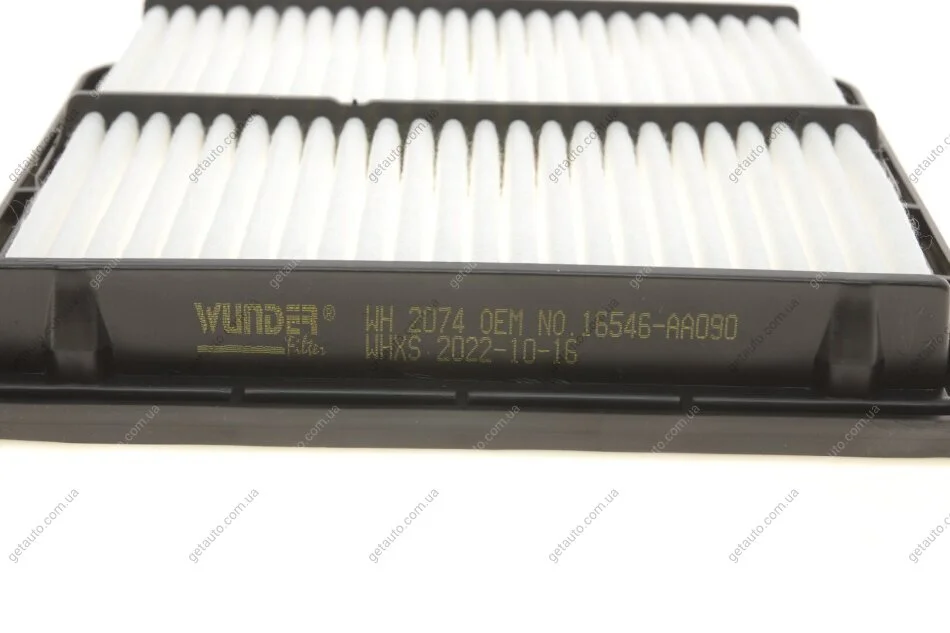 WUNDER®
Filter
WH 2074 OEM NO.16546-AA090
WHXS 2022-10-16
getauto.com.ua